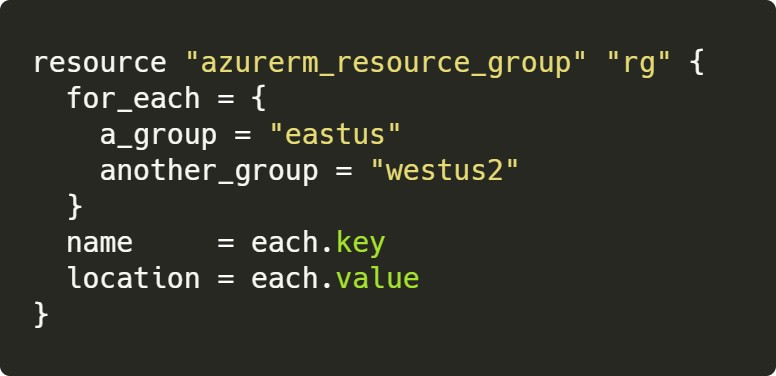 resource "azurerm_resource_group" "rg" {
  for_each = {
    a_group = "eastus"
    another_group = "westus2"
  }
  name     = each.key
  location = each.value
}